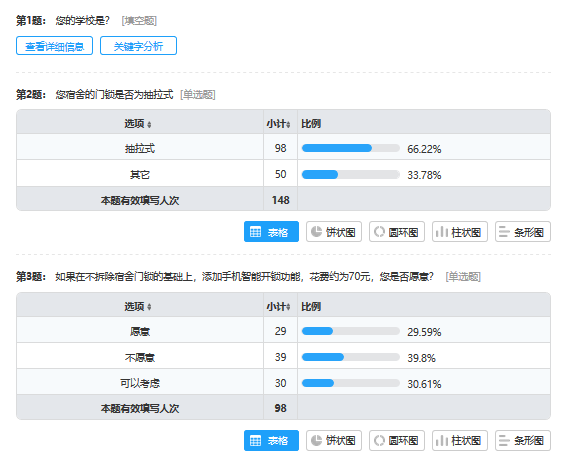 第1题： 您的学校是？ [填空题]
查看详细信息 关键字分析
第2题： 您宿舍的门锁是否为抽拉式 [单选题]
选项 小计 比例
抽拉式 98 66.22%
其它 50 33.78%
本题有效填写人次 148
表格 饼状图 圆环图 柱状图 条形图
第3题： 如果在不拆除宿舍门锁的基础上，添加手机智能开锁功能，花费约为70元，您是否愿意？ [单选题]
选项 小计 比例
愿意 29 29.59%
不愿意 39 39.8%
可以考虑 30 30.61%
本题有效填写人次 98
表格 饼状图 圆环图 柱状图 条形图